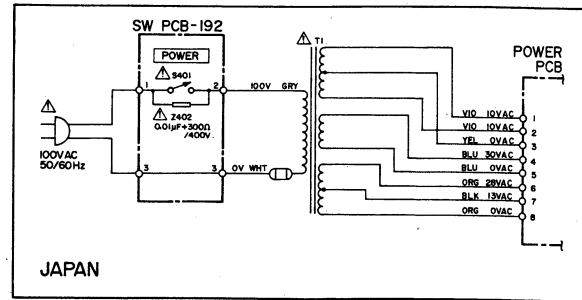 SW PCB-192
POWER
S401
1 2
Z402
0.01μF+300Ω
/400V
100VAC
50/60Hz
3 3
100V GRY
0V WHT
T1
POWER
PCB
VIO 10VAC 1
VIO 10VAC 2
YEL 0VAC 3
BLU 30VAC 4
BLU 0VAC 5
ORG 28VAC 6
BLK 13VAC 7
ORG 0VAC 8
JAPAN